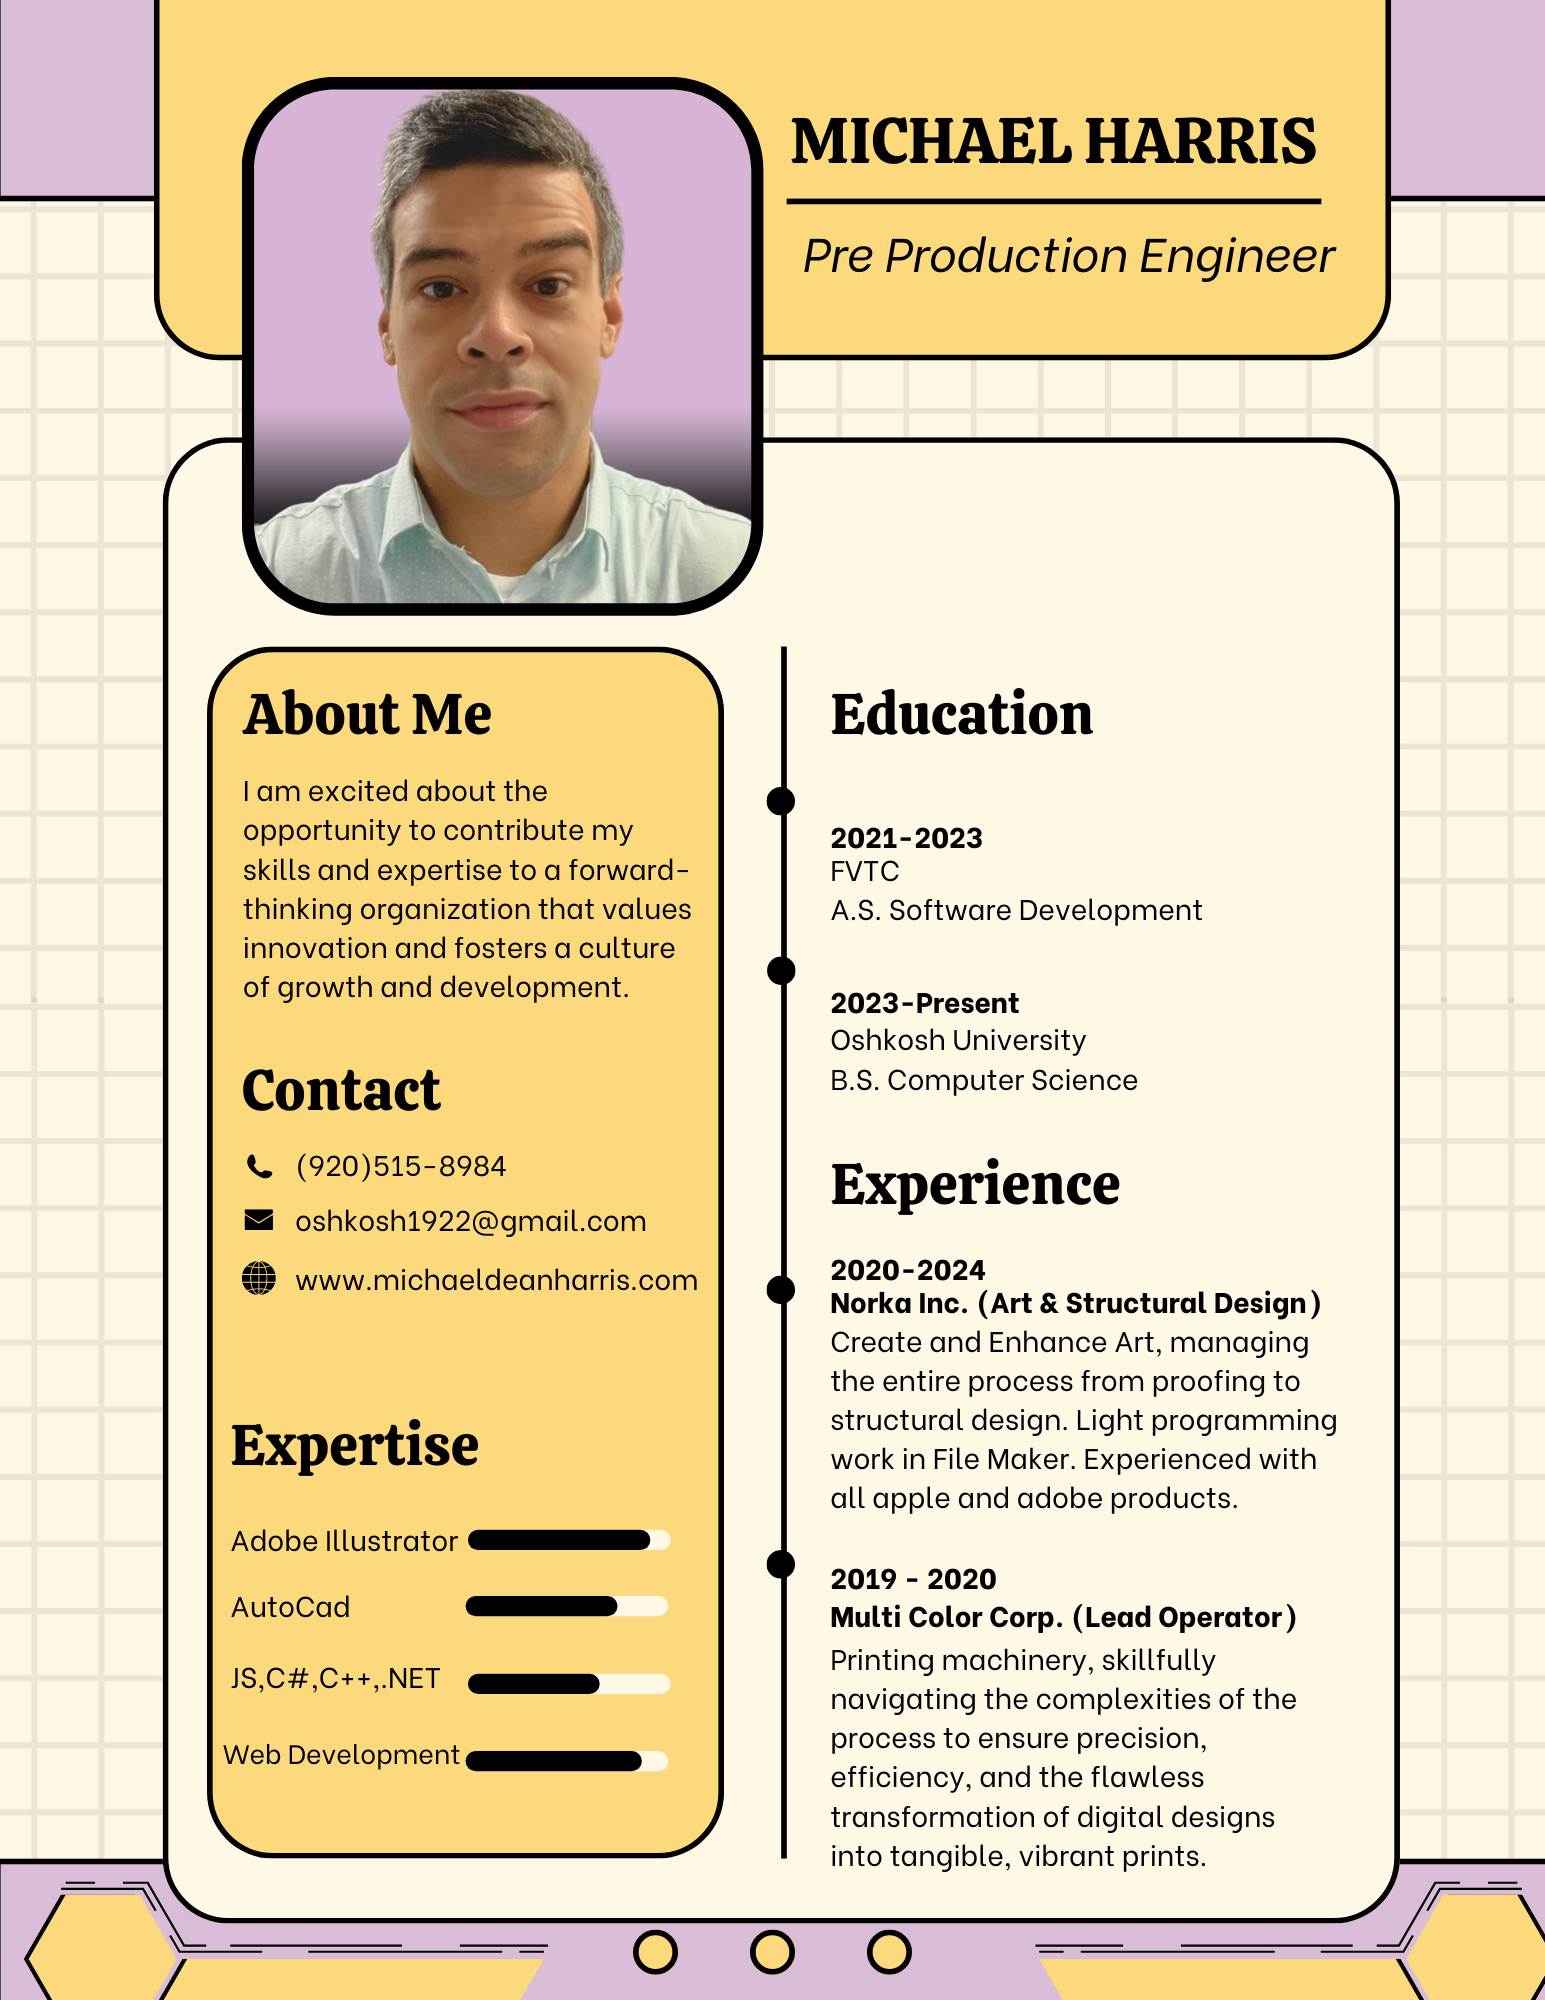 MICHAEL HARRIS
Pre Production Engineer
About Me
I am excited about the
opportunity to contribute my
skills and expertise to a forward-
thinking organization that values
innovation and fosters a culture
of growth and development.
Contact
(920)515-8984
oshkosh1922@gmail.com
www.michaeldeanharris.com
Expertise
Adobe Illustrator
AutoCad
JS,C#,C++,.NET
Web Development
Education
2021-2023
FVTC
A.S. Software Development
2023-Present
Oshkosh University
B.S. Computer Science
Experience
2020-2024
Norka Inc. (Art & Structural Design)
Create and Enhance Art, managing
the entire process from proofing to
structural design. Light programming
work in File Maker. Experienced with
all apple and adobe products.
2019 - 2020
Multi Color Corp. (Lead Operator)
Printing machinery, skillfully
navigating the complexities of the
process to ensure precision,
efficiency, and the flawless
transformation of digital designs
into tangible, vibrant prints.